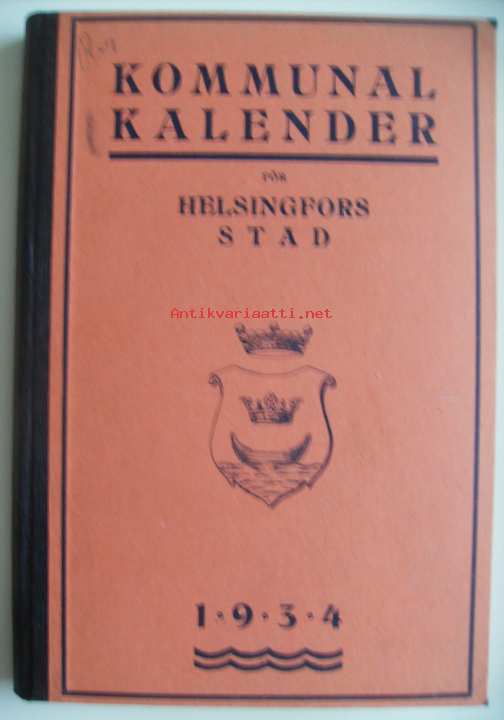 KOMMUNAL
KALENDER
FÖR
HELSINGFORS
STAD
Antikvariaatti.net
1·9·3·4